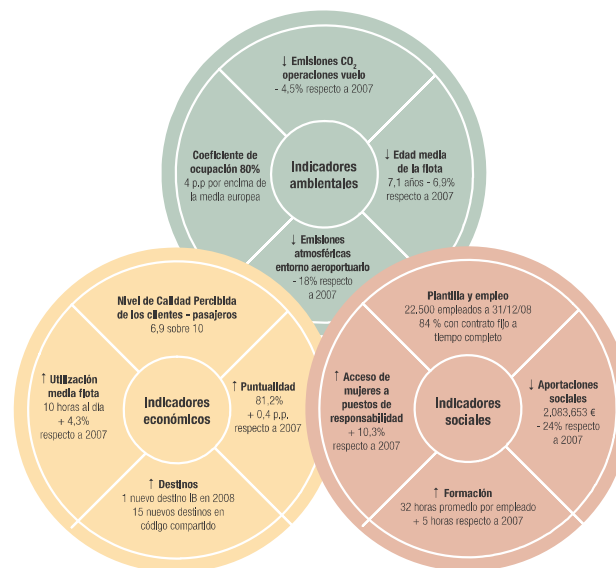 ↓ Emisiones CO₂
operaciones vuelo
- 4,5% respecto a 2007
Coeficiente de
ocupación 80%
4 p.p por encima de
la media europea
Indicadores
ambientales
↓ Edad media
de la flota
7,1 años - 6,9%
respecto a 2007
↓ Emisiones
atmosféricas
entorno aeroportuario
- 18% respecto
a 2007
Nivel de Calidad Percibida
de los clientes - pasajeros
6,9 sobre 10
↑ Utilización
media flota
10 horas al día
+ 4,3%
respecto a 2007
Indicadores
económicos
↑ Puntualidad
81,2%
+ 0,4 p.p.
respecto a 2007
↑ Destinos
1 nuevo destino IB en 2008
15 nuevos destinos en
código compartido
Plantilla y empleo
22.500 empleados a 31/12/08
84 % con contrato fijo a
tiempo completo
↑ Acceso de
mujeres a
puestos de
responsabilidad
+ 10,3%
respecto a 2007
Indicadores
sociales
↓ Aportaciones
sociales
2,083,653 €
- 24% respecto
a 2007
↑ Formación
32 horas promedio por empleado
+ 5 horas respecto a 2007